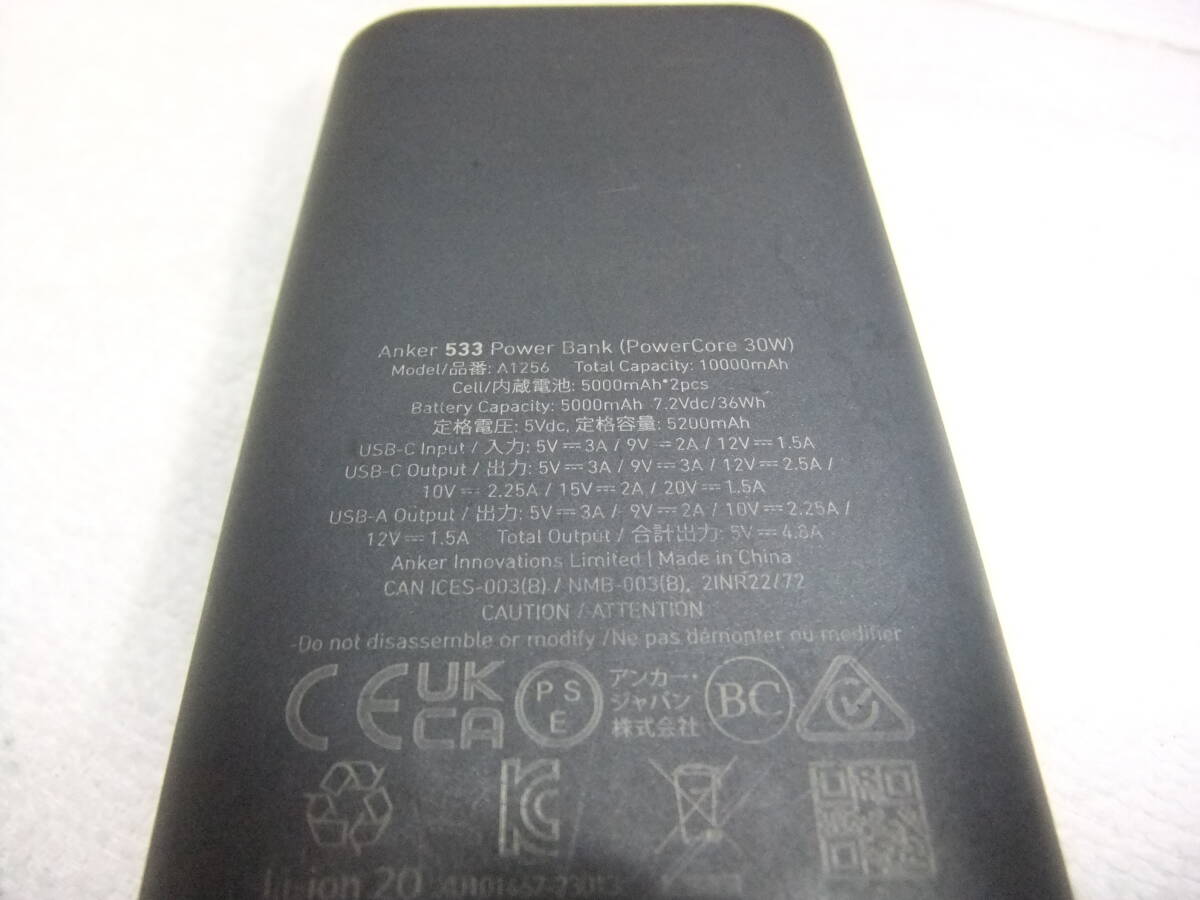 Anker 533 Power Bank (PowerCore 30W)
Model/品番: A1256 Total Capacity: 10000mAh
Cell/内蔵電池: 5000mAh*2pcs
Battery Capacity: 5000mAh 7.2Vdc/36Wh
定格電圧: 5Vdc, 定格容量: 5200mAh
USB-C Input / 入力: 5V⎓3A / 9V⎓2A / 12V⎓1.5A
USB-C Output / 出力: 5V⎓3A / 9V⎓3A / 12V⎓2.5A /
10V⎓2.25A / 15V⎓2A / 20V⎓1.5A
USB-A Output / 出力: 5V⎓3A / 9V⎓2A / 10V⎓2.25A /
12V⎓1.5A Total Output / 合計出力: 5V⎓4.8A
Anker Innovations Limited | Made in China
CAN ICES-003(B) / NMB-003(B), 2INR22/72
CAUTION / ATTENTION
-Do not disassemble or modify /Ne pas démonter ou modifier
CE UK CA PSE アンカー・ジャパン株式会社 BC
KC
Li-ion 20